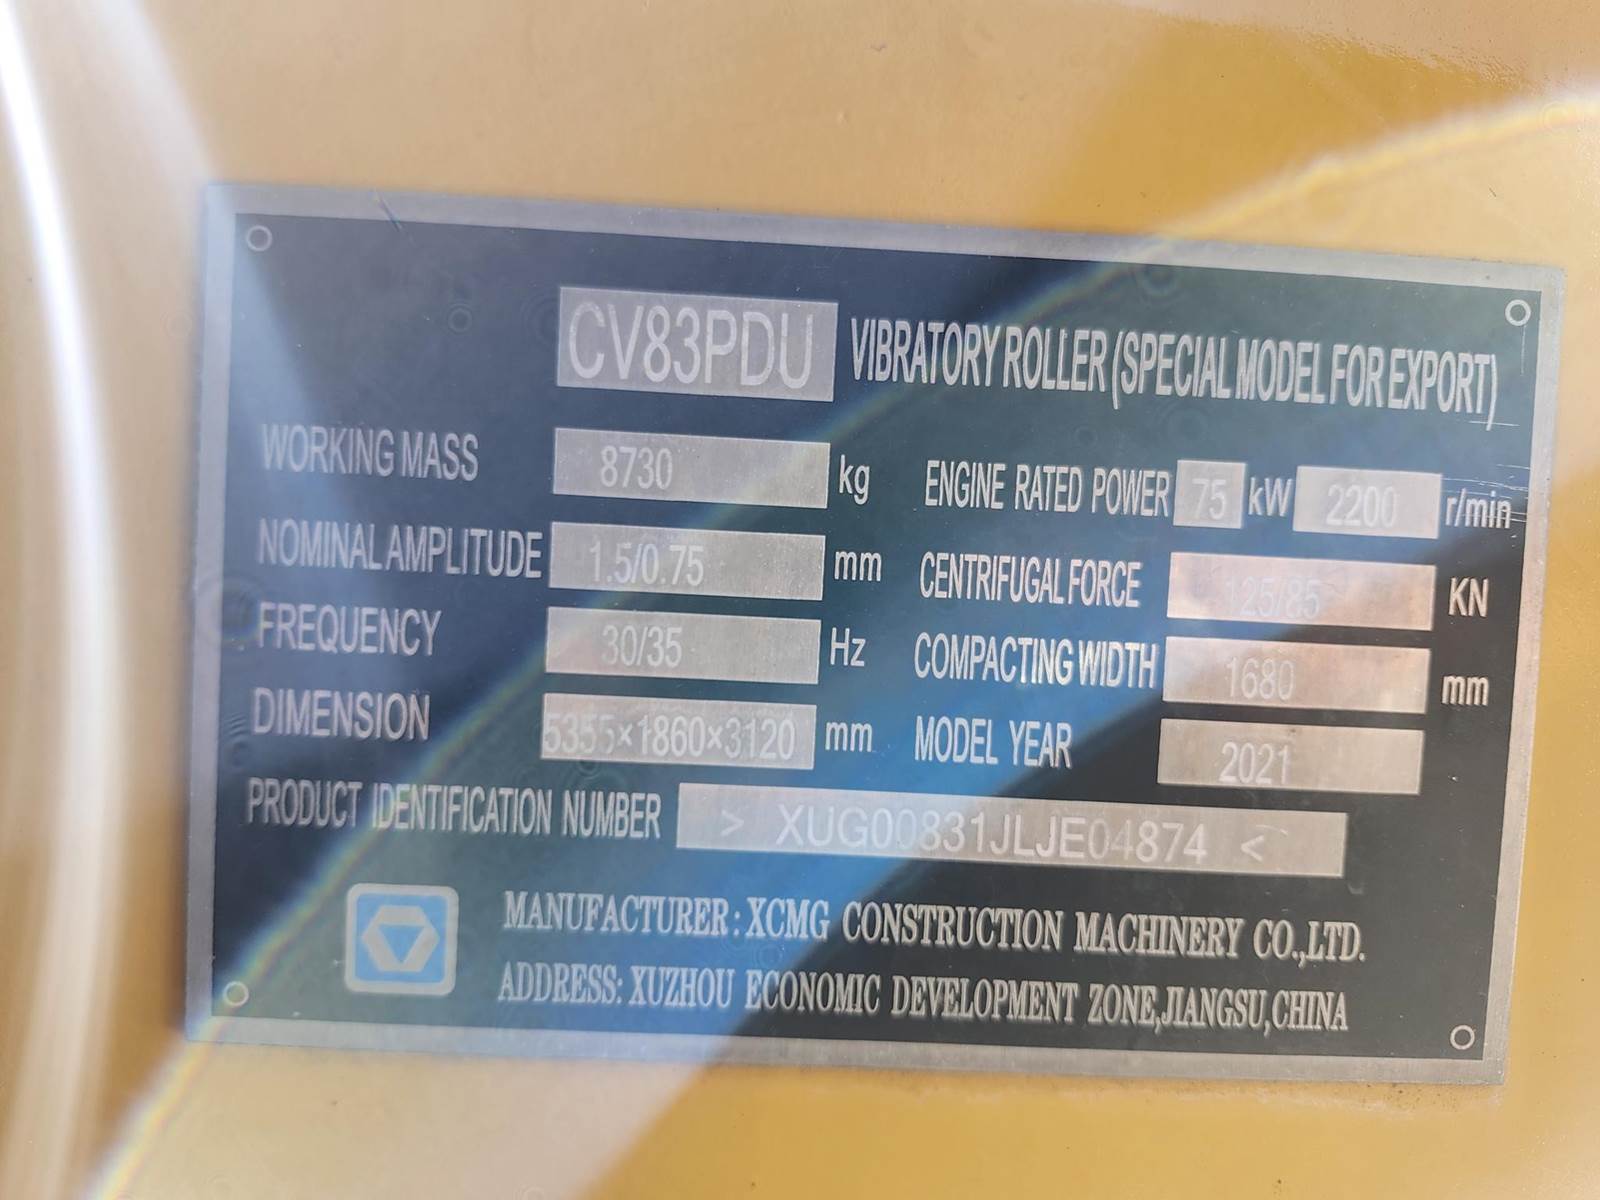 CV83PDU VIBRATORY ROLLER (SPECIAL MODEL FOR EXPORT)
WORKING MASS 8730 kg ENGINE RATED POWER 75 kW 2200 r/min
NOMINAL AMPLITUDE 1.5/0.75 mm CENTRIFUGAL FORCE 125/85 KN
FREQUENCY 30/35 Hz COMPACTING WIDTH 1680 mm
DIMENSION 5355×1860×3120 mm MODEL YEAR 2021
PRODUCT IDENTIFICATION NUMBER > XUG00831JLJE04874 <
MANUFACTURER: XCMG CONSTRUCTION MACHINERY CO.,LTD.
ADDRESS: XUZHOU ECONOMIC DEVELOPMENT ZONE,JIANGSU,CHINA